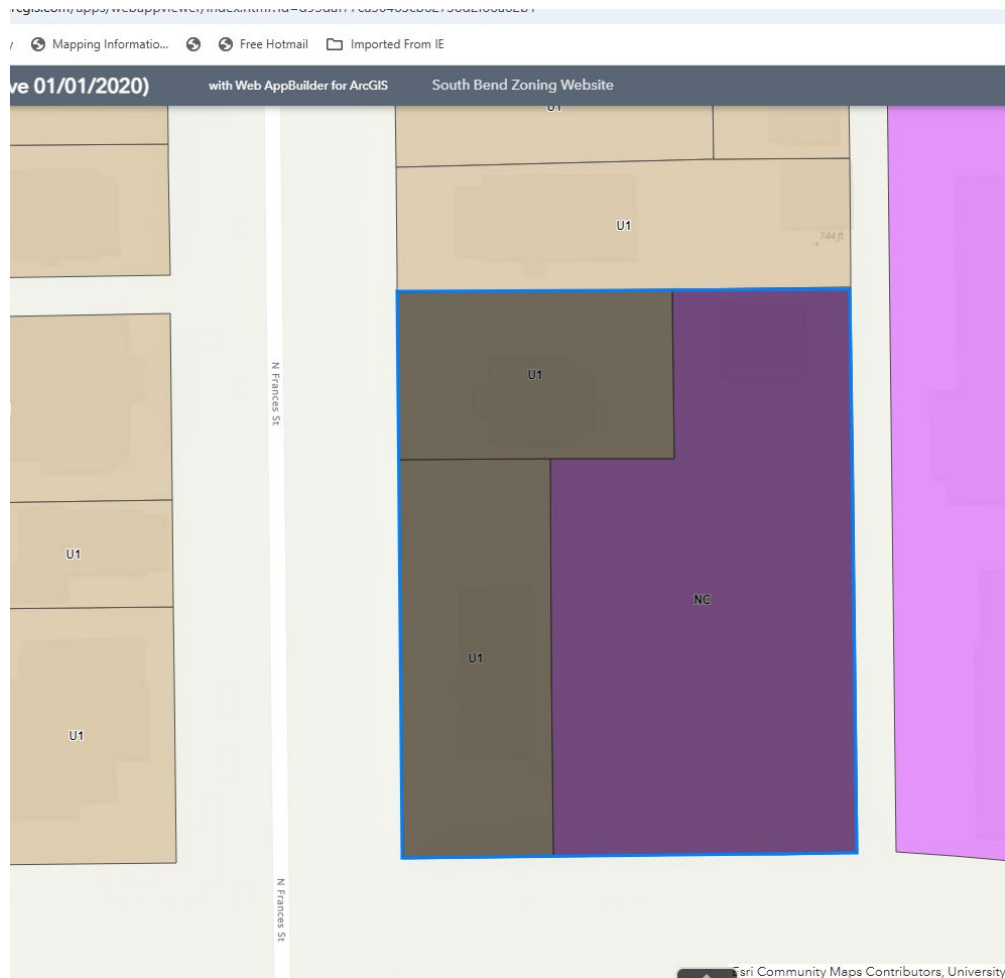 Mapping Informatio... Free Hotmail Imported From IE
ve 01/01/2020) with Web AppBuilder for ArcGIS South Bend Zoning Website
U1
U1
744 ft
N Frances St
U1
U1
NC
U1
U1
N Frances St
Esri Community Maps Contributors, University